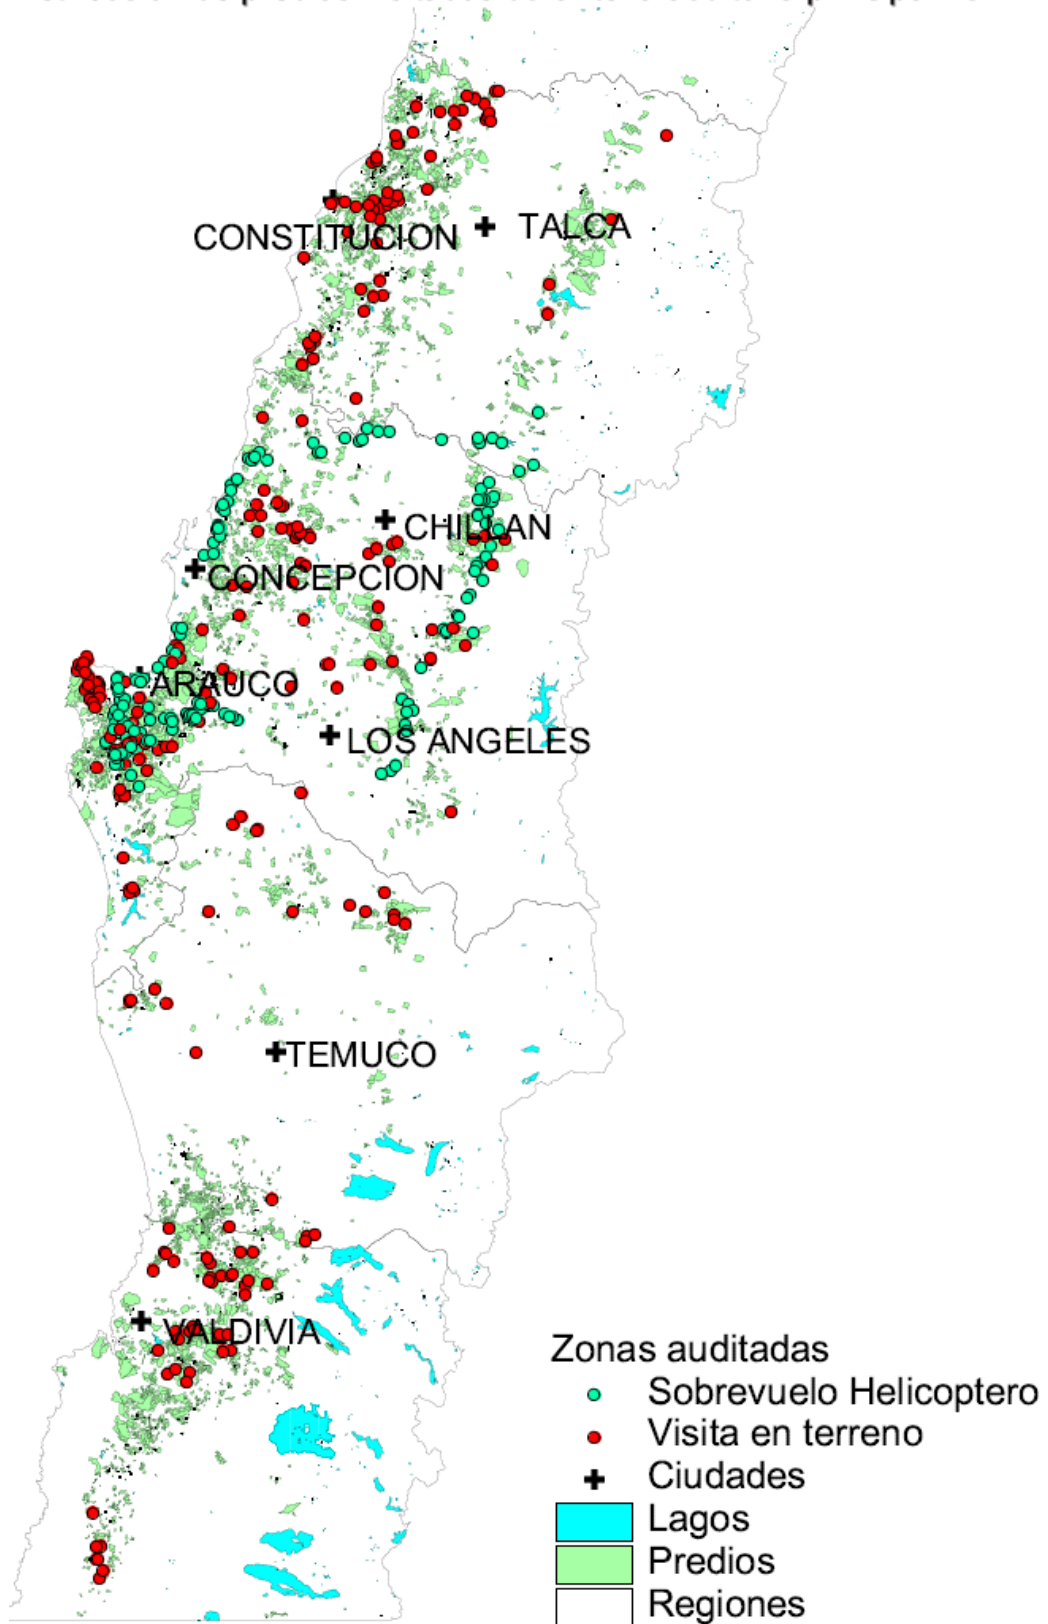 CONSTITUCION
TALCA
CHILLAN
CONCEPCION
ARAUCO
LOS ANGELES
TEMUCO
VALDIVIA
Zonas auditadas
Sobrevuelo Helicoptero
Visita en terreno
Ciudades
Lagos
Predios
Regiones